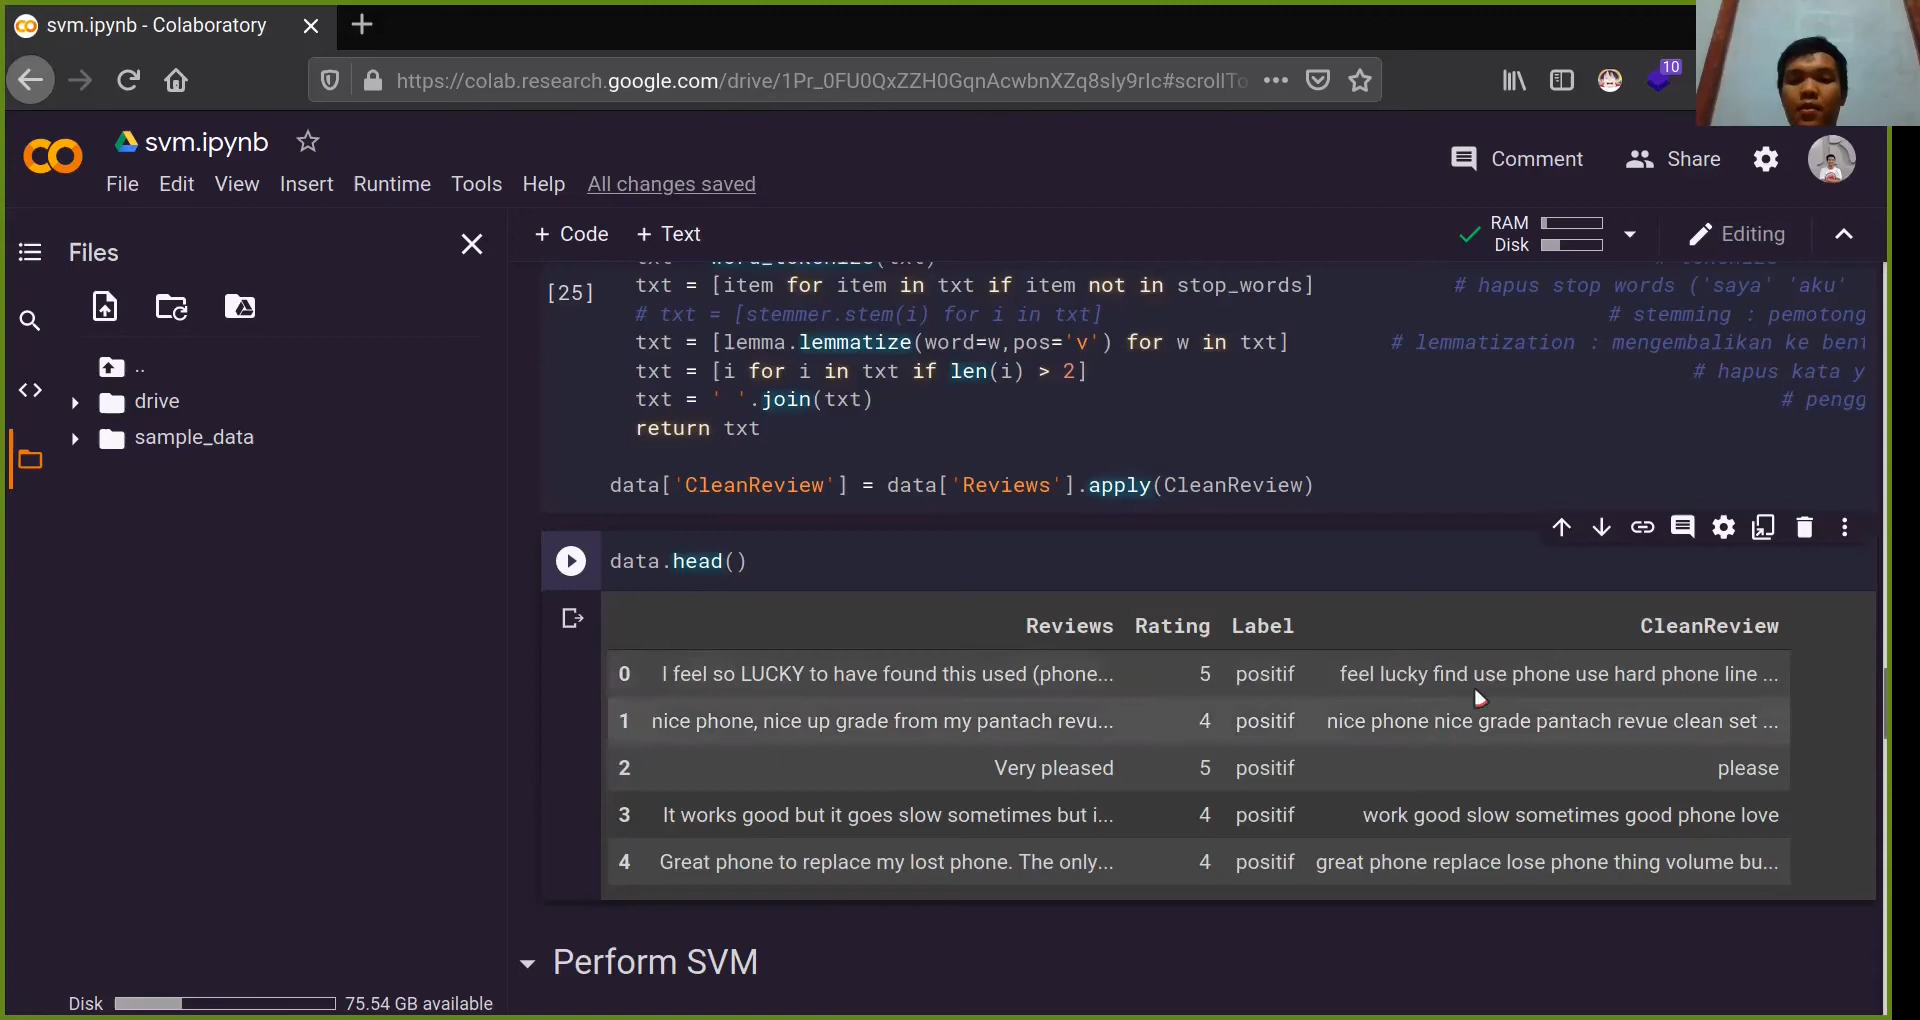 svm.ipynb - Colaboratory
https://colab.research.google.com/drive/1Pr_0FU0QxZZH0GqnAcwbnXZq8sly9rIc#scrollTo
10
svm.ipynb
Comment
Share
File Edit View Insert Runtime Tools Help All changes saved
Files
+ Code + Text
RAM
Disk
Editing
..
drive
sample_data
[25]
txt = word_tokenize(txt)
txt = [item for item in txt if item not in stop_words] # hapus stop words ('saya' 'aku'
# txt = [stemmer.stem(i) for i in txt] # stemming : pemotong
txt = [lemma.lemmatize(word=w,pos='v') for w in txt] # lemmatization : mengembalikan ke bent
txt = [i for i in txt if len(i) > 2] # hapus kata y
txt = ' '.join(txt) # pengg
return txt
data['CleanReview'] = data['Reviews'].apply(CleanReview)
data.head()
Reviews Rating Label CleanReview
0 I feel so LUCKY to have found this used (phone... 5 positif feel lucky find use phone use hard phone line ...
1 nice phone, nice up grade from my pantach revu... 4 positif nice phone nice grade pantach revue clean set ...
2 Very pleased 5 positif please
3 It works good but it goes slow sometimes but i... 4 positif work good slow sometimes good phone love
4 Great phone to replace my lost phone. The only... 4 positif great phone replace lose phone thing volume bu...
Perform SVM
Disk 75.54 GB available